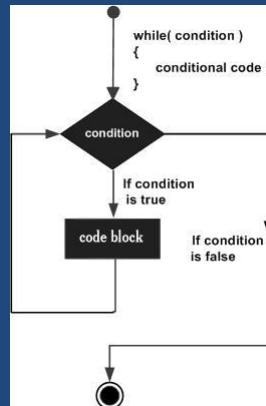 while( condition )
{
conditional code
}
condition
If condition
is true
code block
If condition
is false